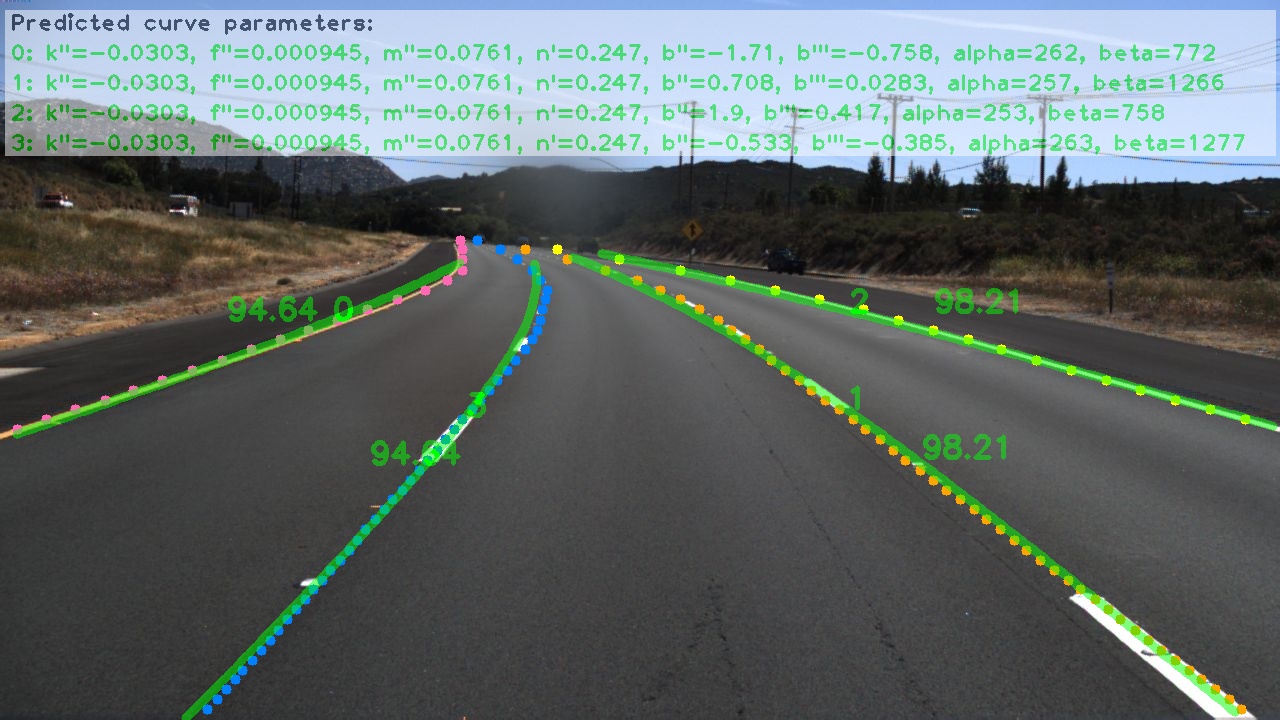 Predicted curve parameters:
0: k"=-0.0303, f"=0.000945, m"=0.0761, n'=0.247, b"=-1.71, b'"=-0.758, alpha=262, beta=772
1: k"=-0.0303, f"=0.000945, m"=0.0761, n'=0.247, b"=0.708, b'"=0.0283, alpha=257, beta=1266
2: k"=-0.0303, f"=0.000945, m"=0.0761, n'=0.247, b"=1.9, b'"=0.417, alpha=253, beta=758
3: k"=-0.0303, f"=0.000945, m"=0.0761, n'=0.247, b"=-0.533, b'"=-0.385, alpha=263, beta=1277
94.64 0
2 98.21
3
1
94.64
98.21